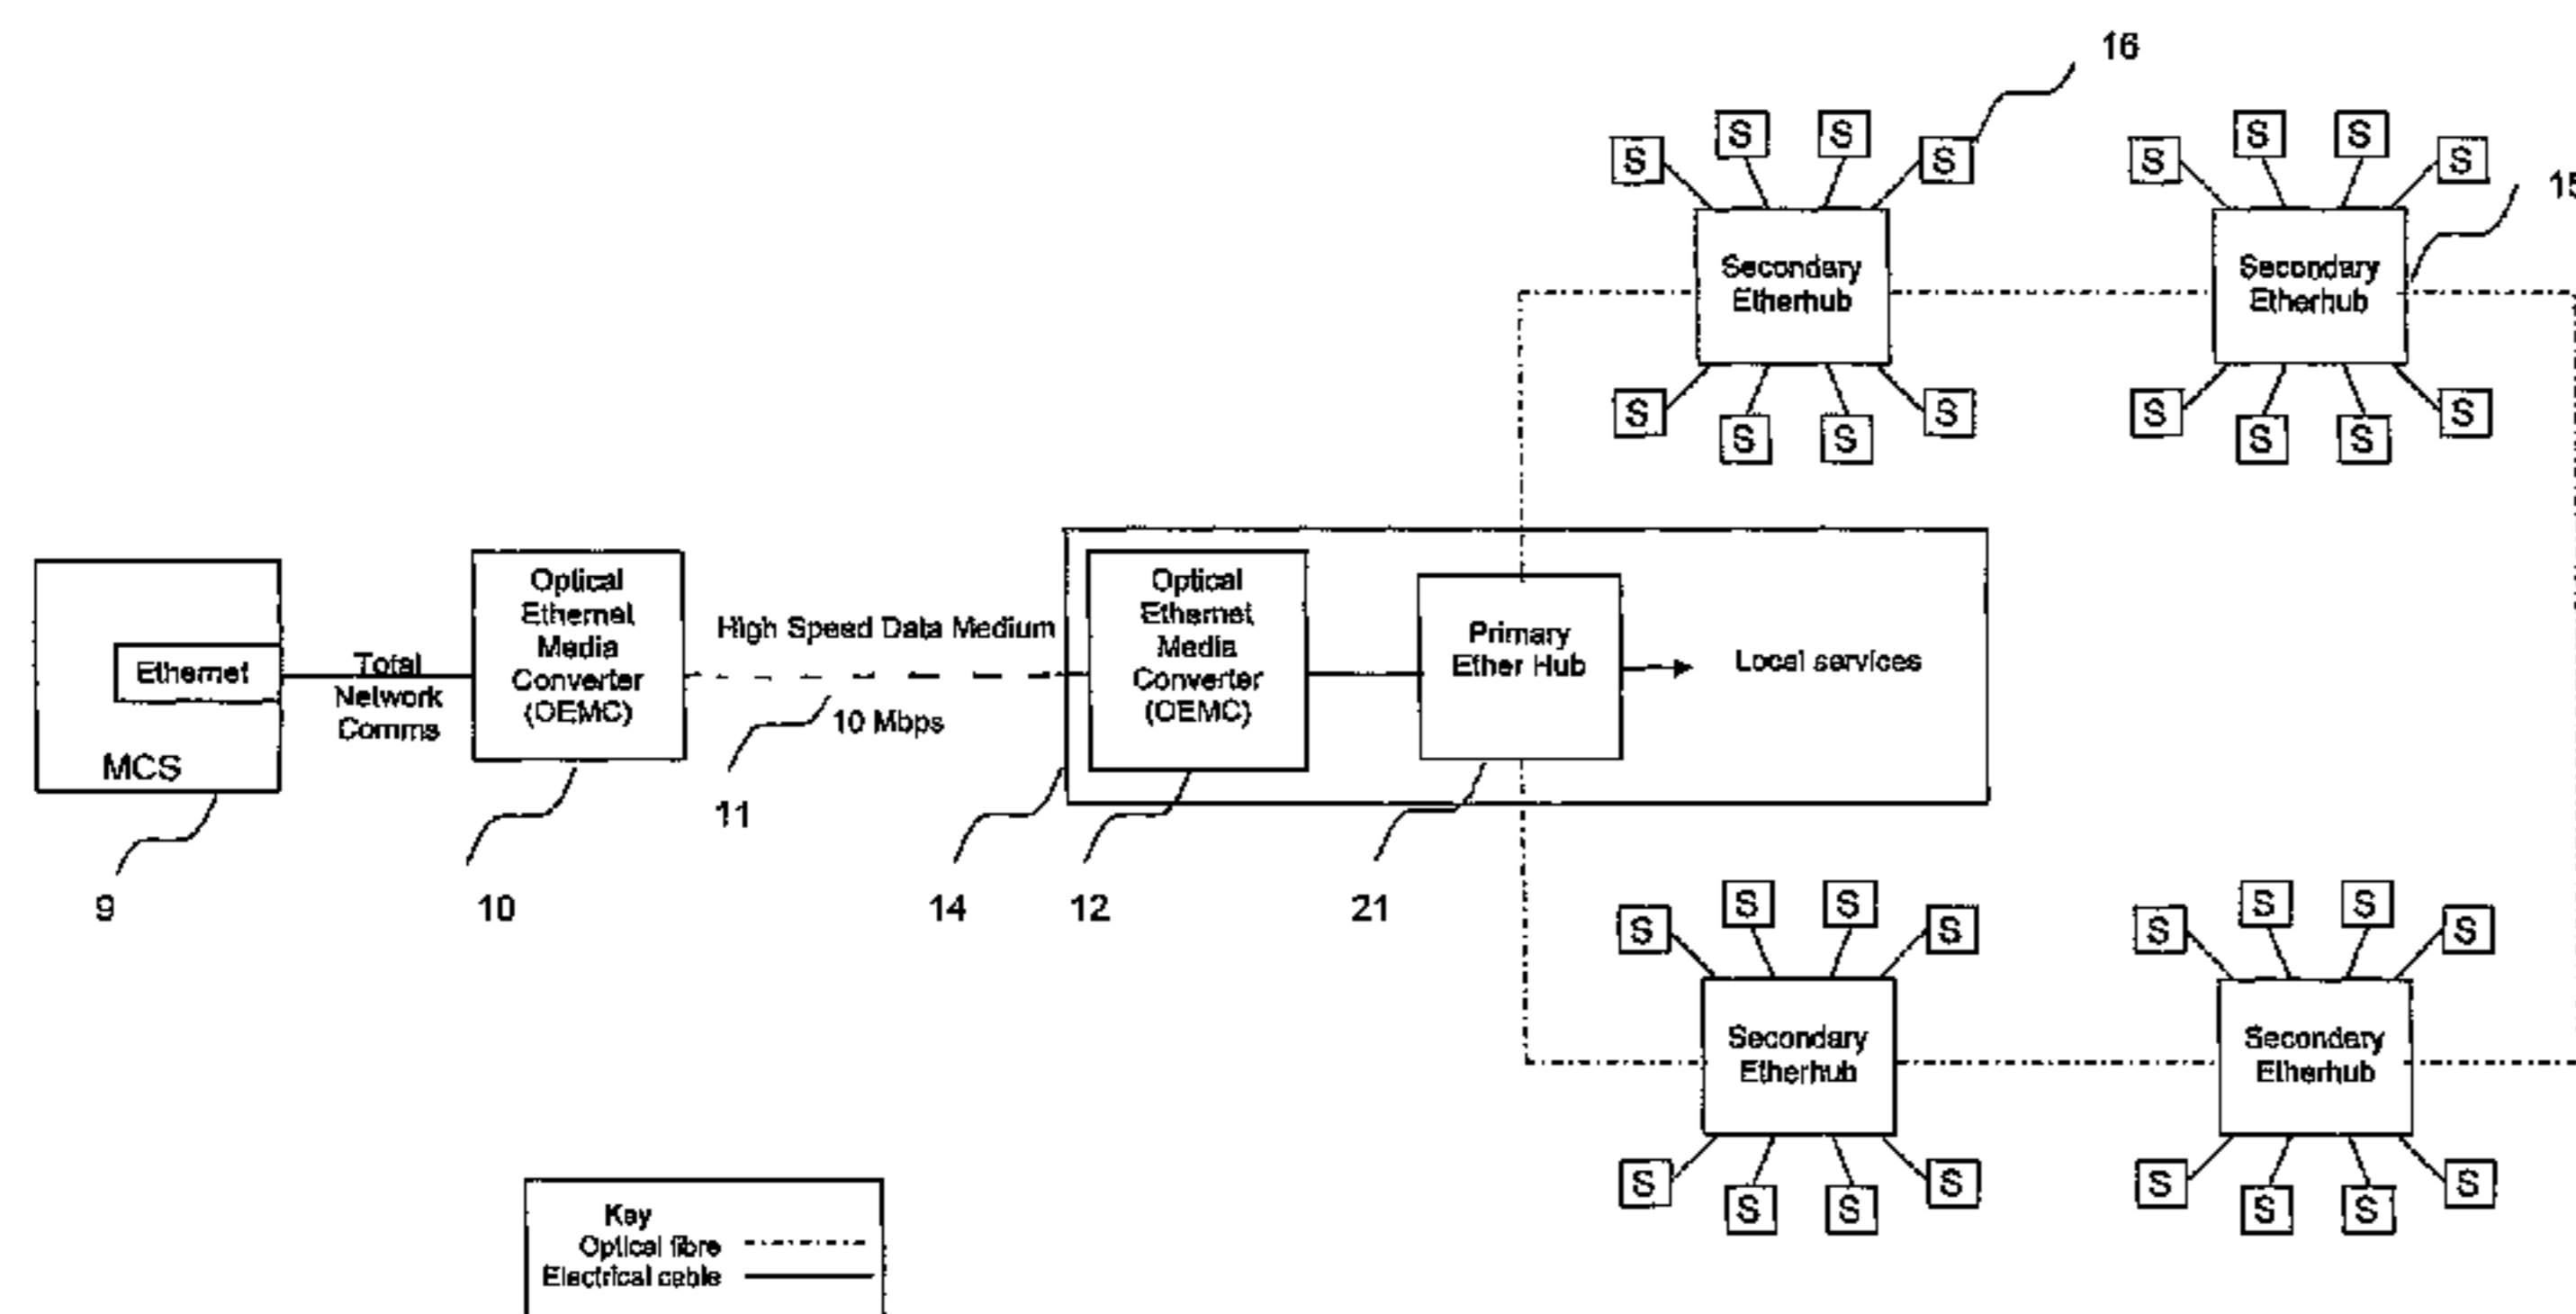 16
S
S
S
S
S
S
S
S
15
Secondary
Etherhub
Secondary
Etherhub
S
S
S
S
S
S
S
S
Optical
Ethernet
Media
Converter
(OEMC)
Optical
Ethernet
Media
Converter
(OEMC)
High Speed Data Medium
Primary
Ether Hub
Local services
Ethernet
Total
Network
Comms
10 Mbps
MCS
11
9
10
14
12
21
S
S
S
S
S
S
S
S
Secondary
Etherhub
Secondary
Etherhub
S
S
S
S
S
S
S
S
Key
Optical fibre
Electrical cable